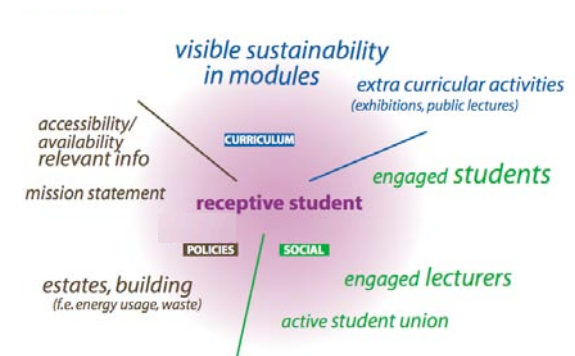 visible sustainability
in modules
extra curricular activities
(exhibitions, public lectures)
accessibility/
availability
relevant info
CURRICULUM
engaged students
mission statement
receptive student
POLICIES
SOCIAL
estates, building
(f.e. energy usage, waste)
engaged lecturers
active student union